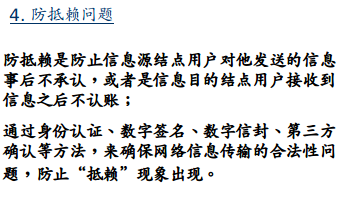 4. 防抵赖问题
防抵赖是防止信息源结点用户对他发送的信息
事后不承认，或者是信息目的结点用户接收到
信息之后不认账；
通过身份认证、数字签名、数字信封、第三方
确认等方法，来确保网络信息传输的合法性问
题，防止“抵赖”现象出现。